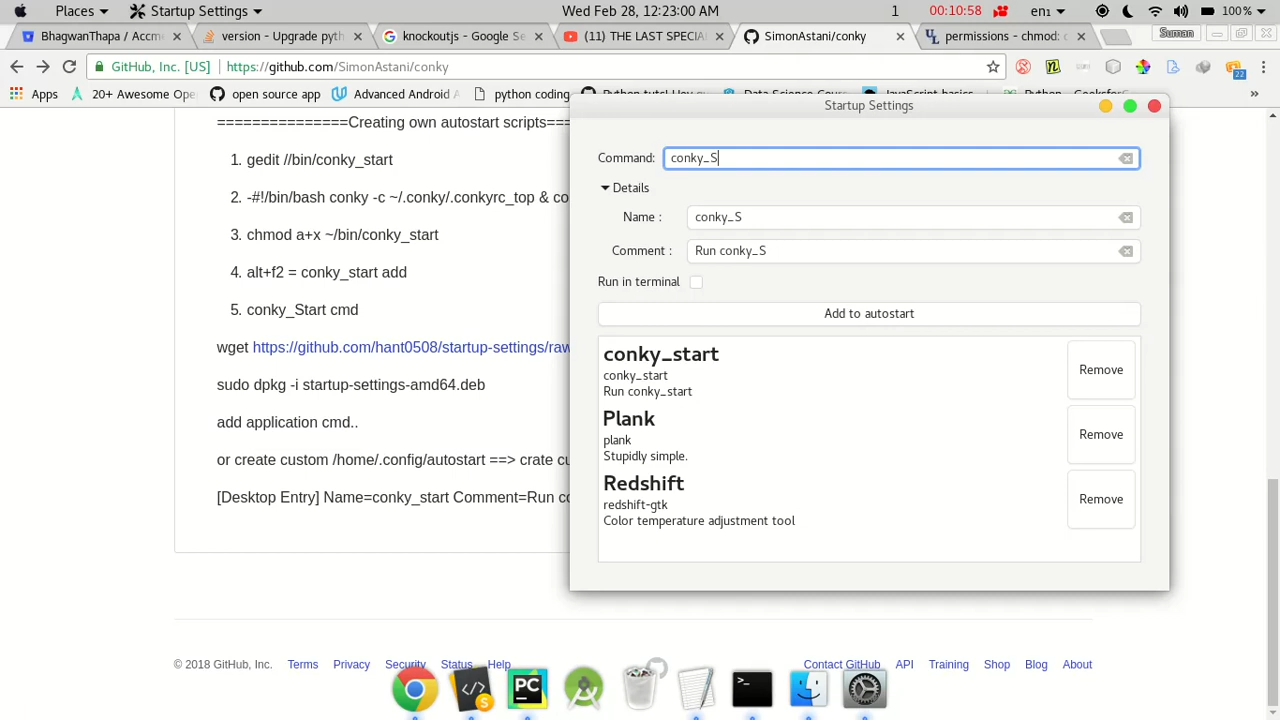 Places
Startup Settings
Wed Feb 28, 12:23:00 AM
1
00:10:58
en₁
100%
BhagwanThapa / Accme
version - Upgrade pyth
knockoutjs - Google Se
(11) THE LAST SPECIAL
SimonAstani/conky
permissions - chmod: c
Suman
GitHub, Inc. [US]
https://github.com/SimonAstani/conky
22
Apps
20+ Awesome Ope
open source app
Advanced Android
python coding
»
===============Creating own autostart scripts===
1. gedit //bin/conky_start
2. -#!/bin/bash conky -c ~/.conky/.conkyrc_top & co
3. chmod a+x ~/bin/conky_start
4. alt+f2 = conky_start add
5. conky_Start cmd
wget https://github.com/hant0508/startup-settings/raw
sudo dpkg -i startup-settings-amd64.deb
add application cmd..
or create custom /home/.config/autostart ==> crate cu
[Desktop Entry] Name=conky_start Comment=Run co
Startup Settings
Command:
conky_S
Details
Name :
conky_S
Comment :
Run conky_S
Run in terminal
Add to autostart
conky_start
conky_start
Run conky_start
Remove
Plank
plank
Stupidly simple.
Remove
Redshift
redshift-gtk
Color temperature adjustment tool
Remove
© 2018 GitHub, Inc.
Terms
Privacy
Security
Status
Help
Contact GitHub
API
Training
Shop
Blog
About
PC